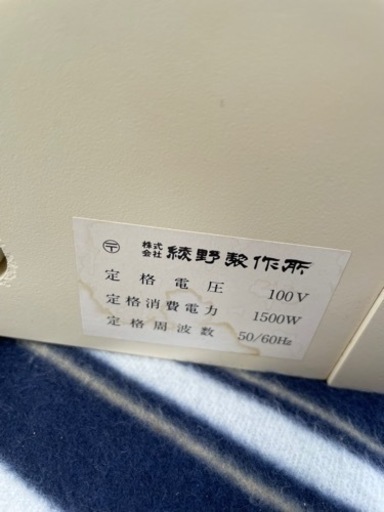 〶 株式会社 綾野製作所
定格電圧 100V
定格消費電力 1500W
定格周波数 50/60Hz